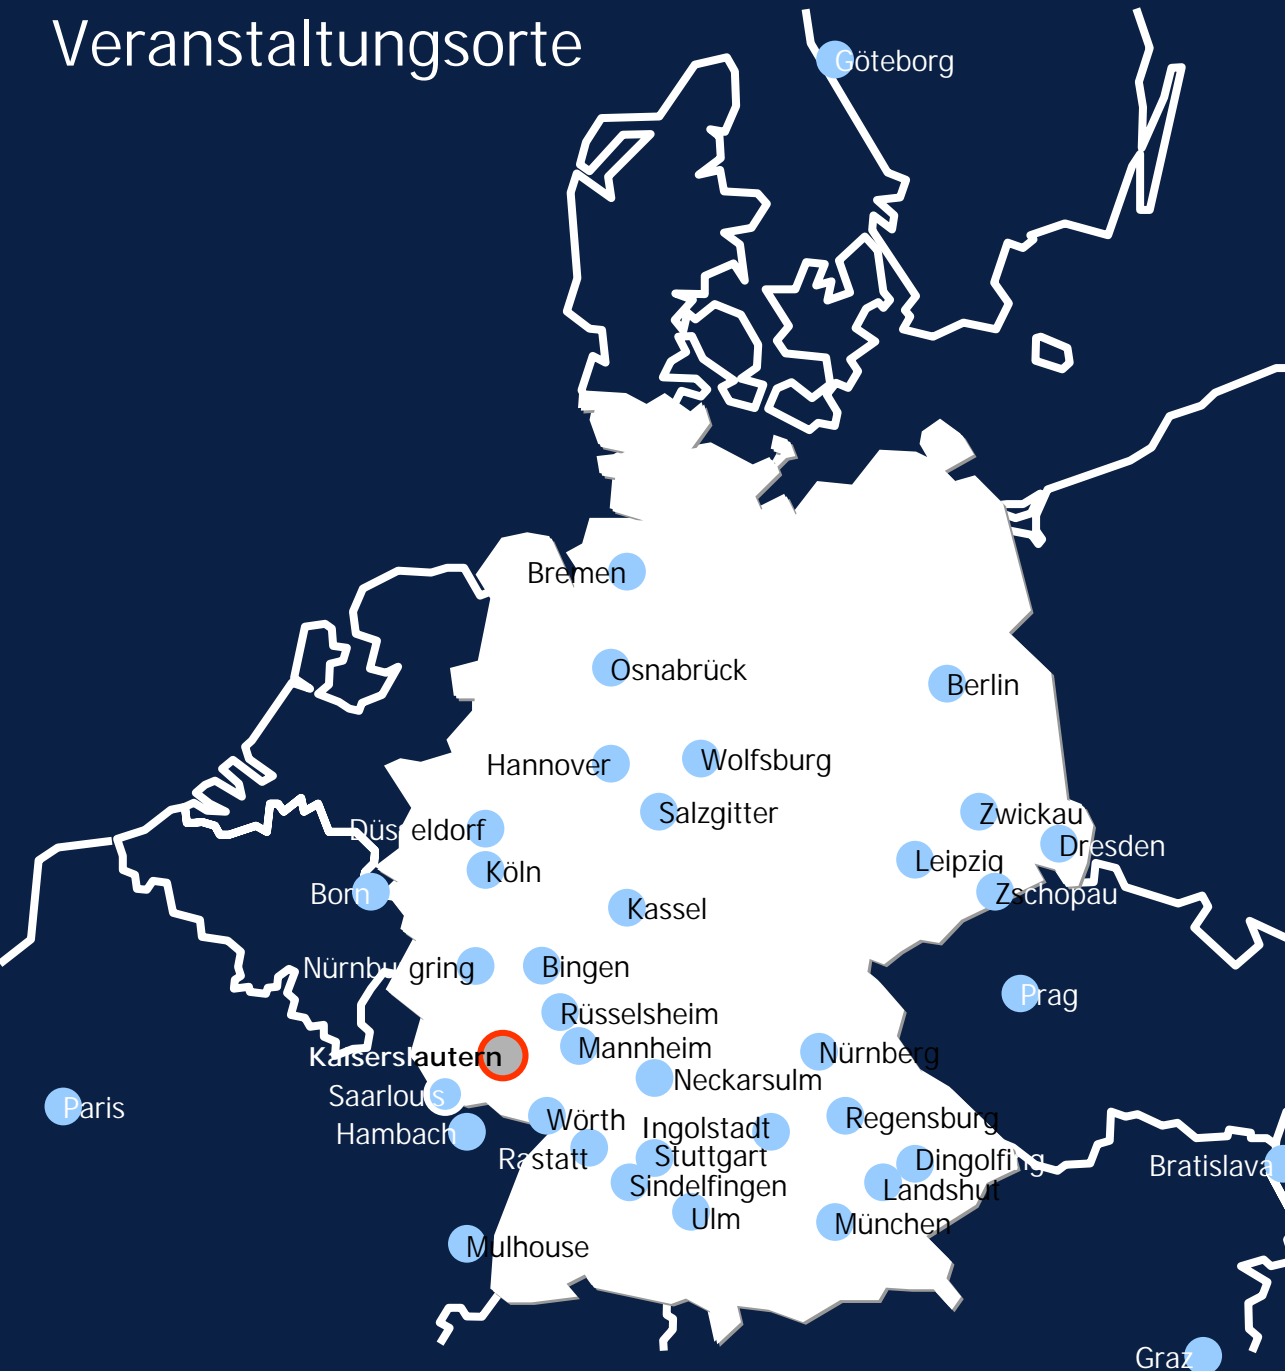 Veranstaltungsorte
Göteborg
Bremen
Osnabrück
Berlin
Hannover
Wolfsburg
Salzgitter
Zwickau
Düsseldorf
Dresden
Leipzig
Köln
Born
Zschopau
Kassel
Nürnburgring
Bingen
Prag
Rüsselsheim
Mannheim
Nürnberg
Kaiserslautern
Neckarsulm
Saarlouis
Paris
Wörth
Regensburg
Ingolstadt
Hambach
Rastatt
Stuttgart
Dingolfing
Bratislava
Sindelfingen
Landshut
Ulm
München
Mulhouse
Graz